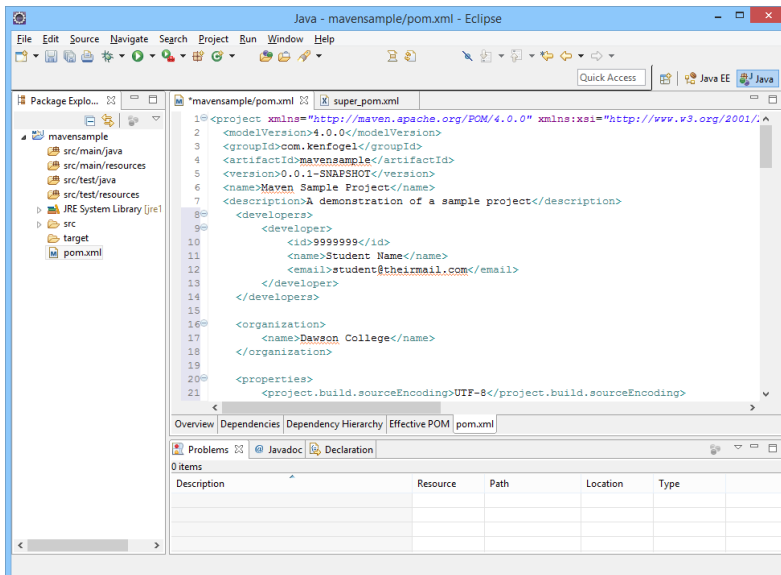 Java - mavensample/pom.xml - Eclipse
File Edit Source Navigate Search Project Run Window Help
Quick Access Java EE Java
Package Explo...
mavensample
src/main/java
src/main/resources
src/test/java
src/test/resources
JRE System Library [jre1
src
target
pom.xml
*mavensample/pom.xml super_pom.xml
1 <project xmlns="http://maven.apache.org/POM/4.0.0" xmlns:xsi="http://www.w3.org/2001/
2 <modelVersion>4.0.0</modelVersion>
3 <groupId>com.kenfogel</groupId>
4 <artifactId>mavensample</artifactId>
5 <version>0.0.1-SNAPSHOT</version>
6 <name>Maven Sample Project</name>
7 <description>A demonstration of a sample project</description>
8 <developers>
9 <developer>
10 <id>9999999</id>
11 <name>Student Name</name>
12 <email>student@theirmail.com</email>
13 </developer>
14 </developers>
15
16 <organization>
17 <name>Dawson College</name>
18 </organization>
19
20 <properties>
21 <project.build.sourceEncoding>UTF-8</project.build.sourceEncoding>
Overview Dependencies Dependency Hierarchy Effective POM pom.xml
Problems @ Javadoc Declaration
0 items
Description Resource Path Location Type